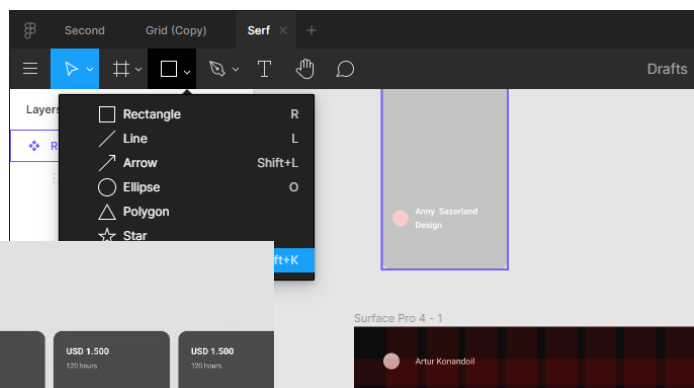 Second Grid (Copy) Serf
Drafts
Layers
Rectangle R
Line L
Arrow Shift+L
Ellipse O
Polygon
Star
ft+K
Anny Sazerland
Design
Surface Pro 4 - 1
Artur Konandoil
USD 1.500
120 hours
USD 1.500
120 hours